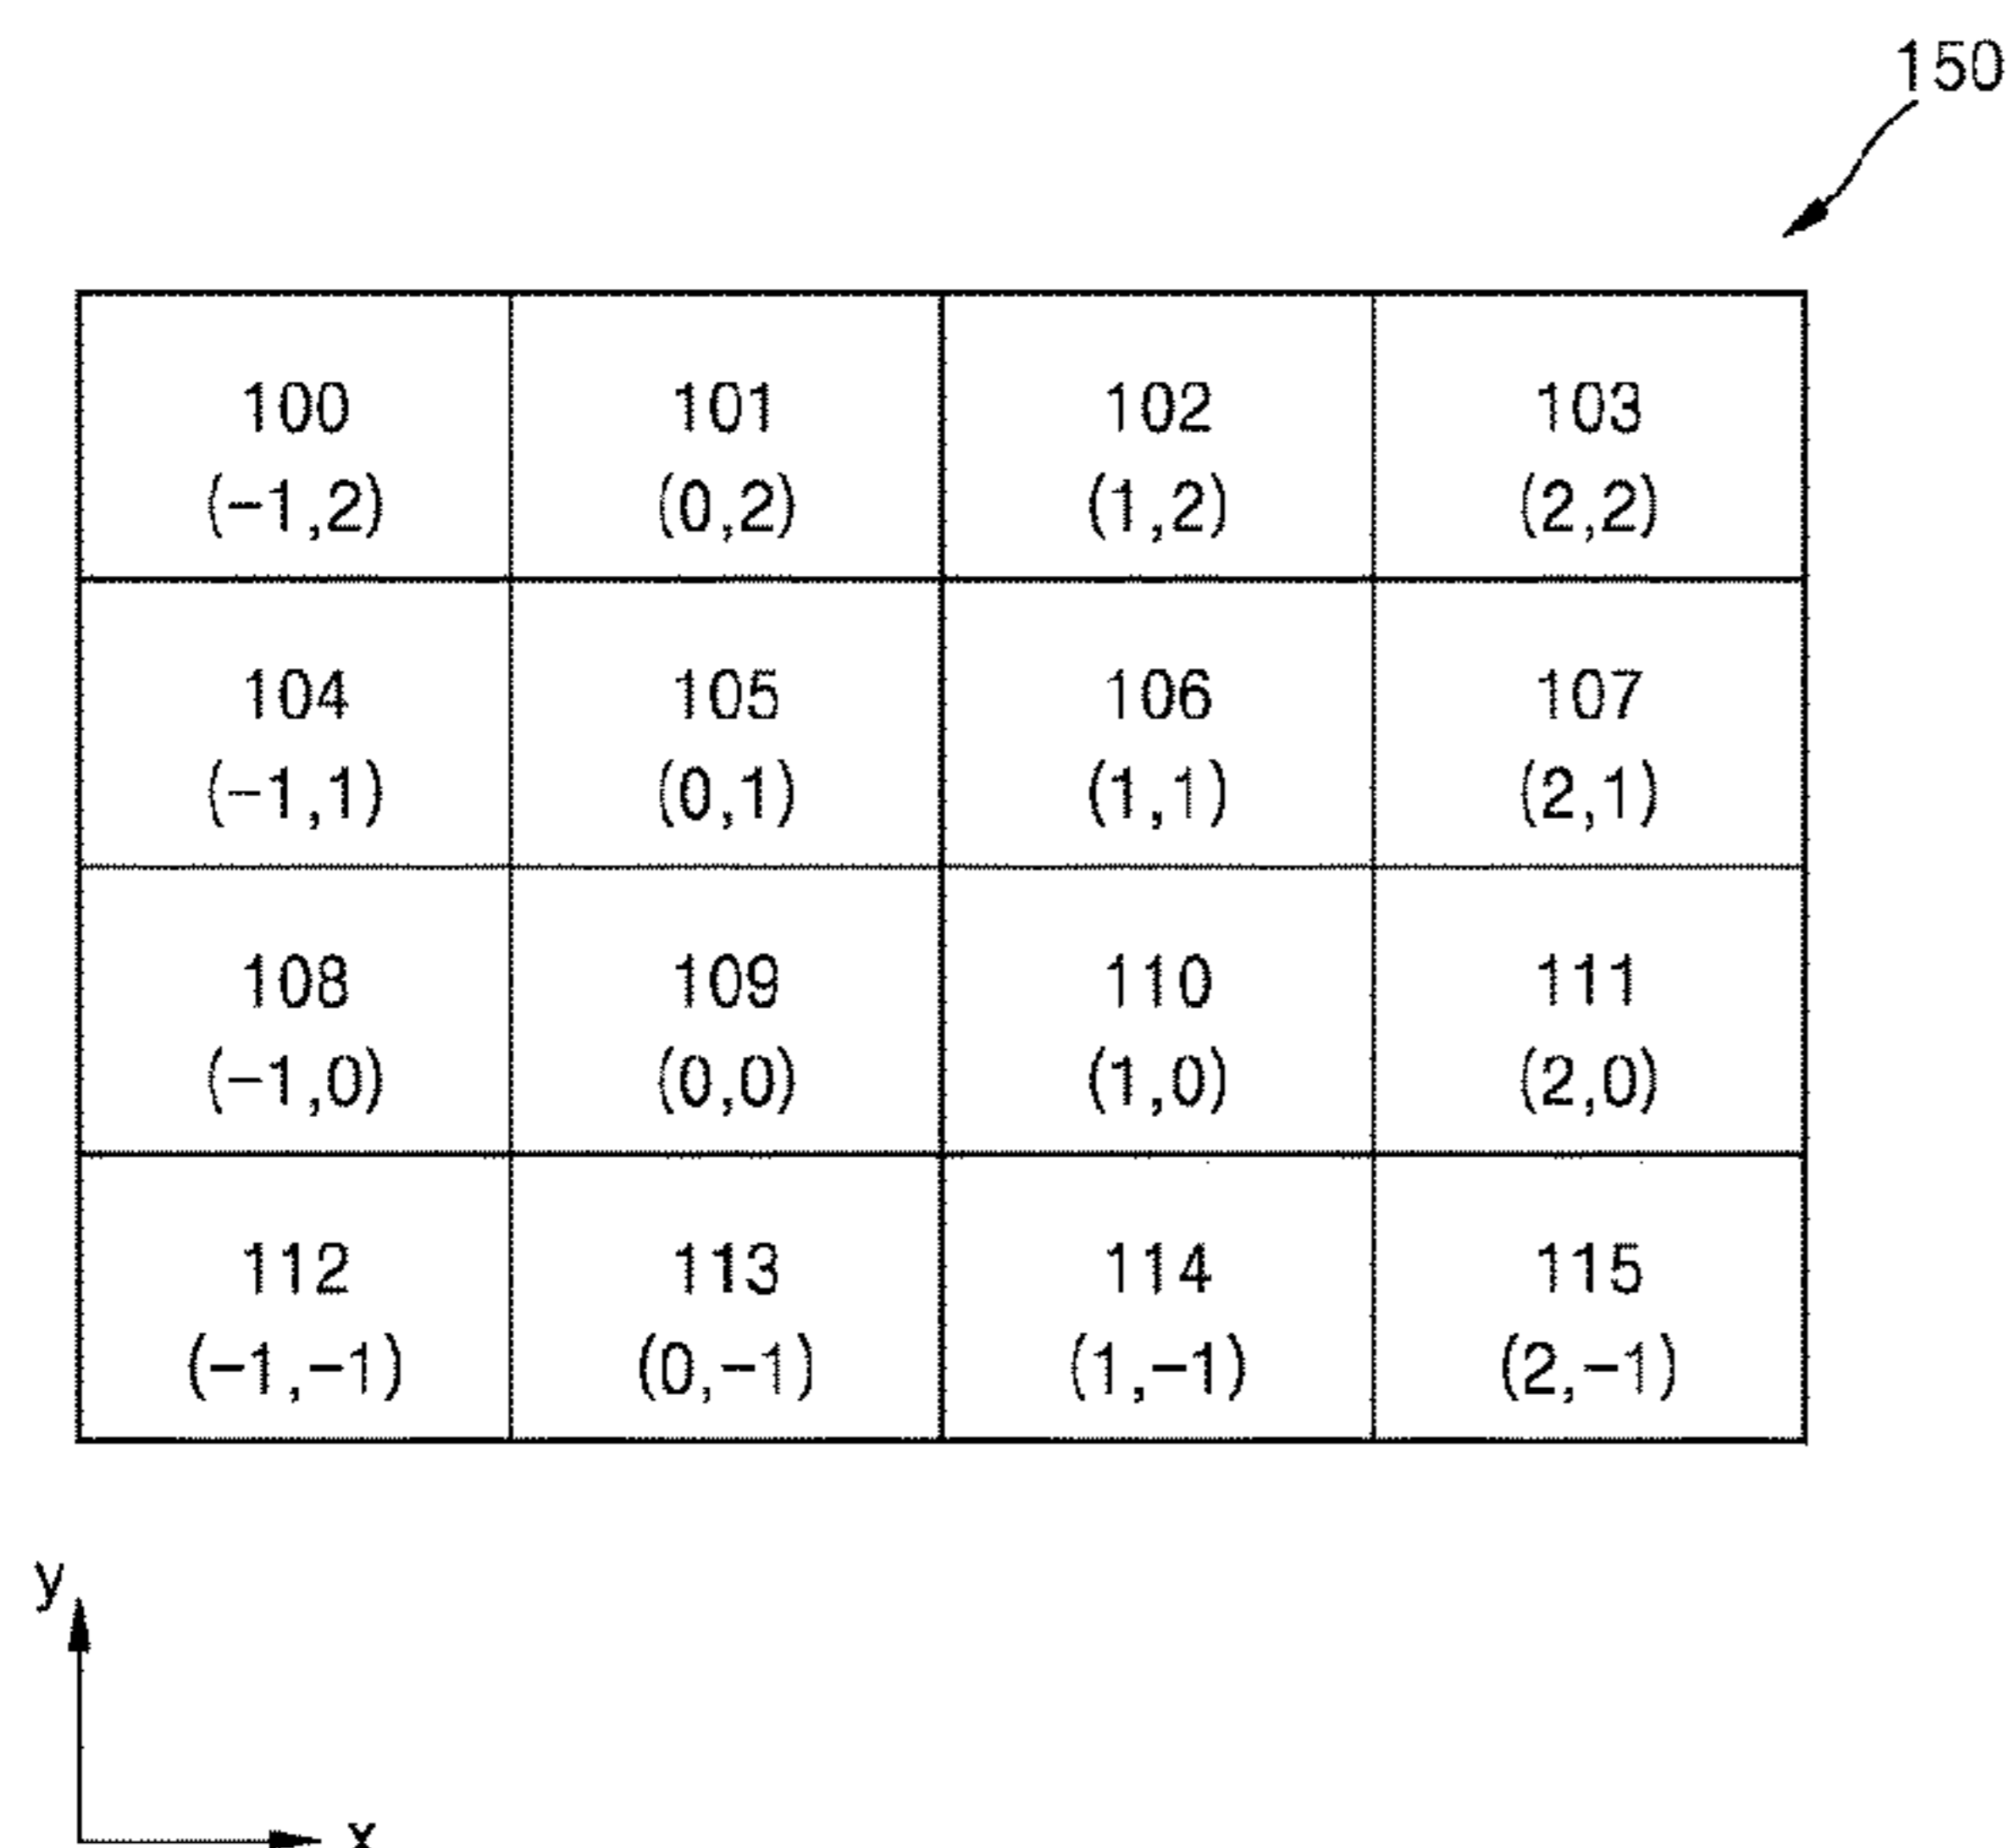 150
100 101 102 103
(−1,2) (0,2) (1,2) (2,2)
104 105 106 107
(−1,1) (0,1) (1,1) (2,1)
108 109 110 111
(−1,0) (0,0) (1,0) (2,0)
112 113 114 115
(−1,−1) (0,−1) (1,−1) (2,−1)
y
x